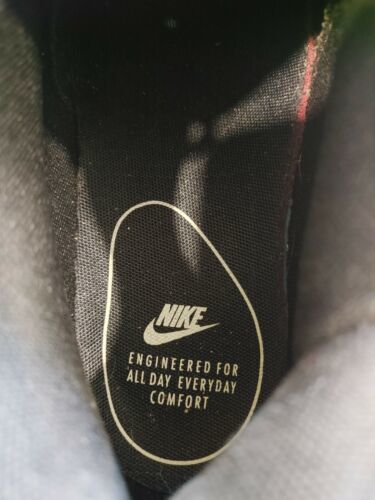 NIKE
ENGINEERED FOR
ALL DAY EVERYDAY
COMFORT